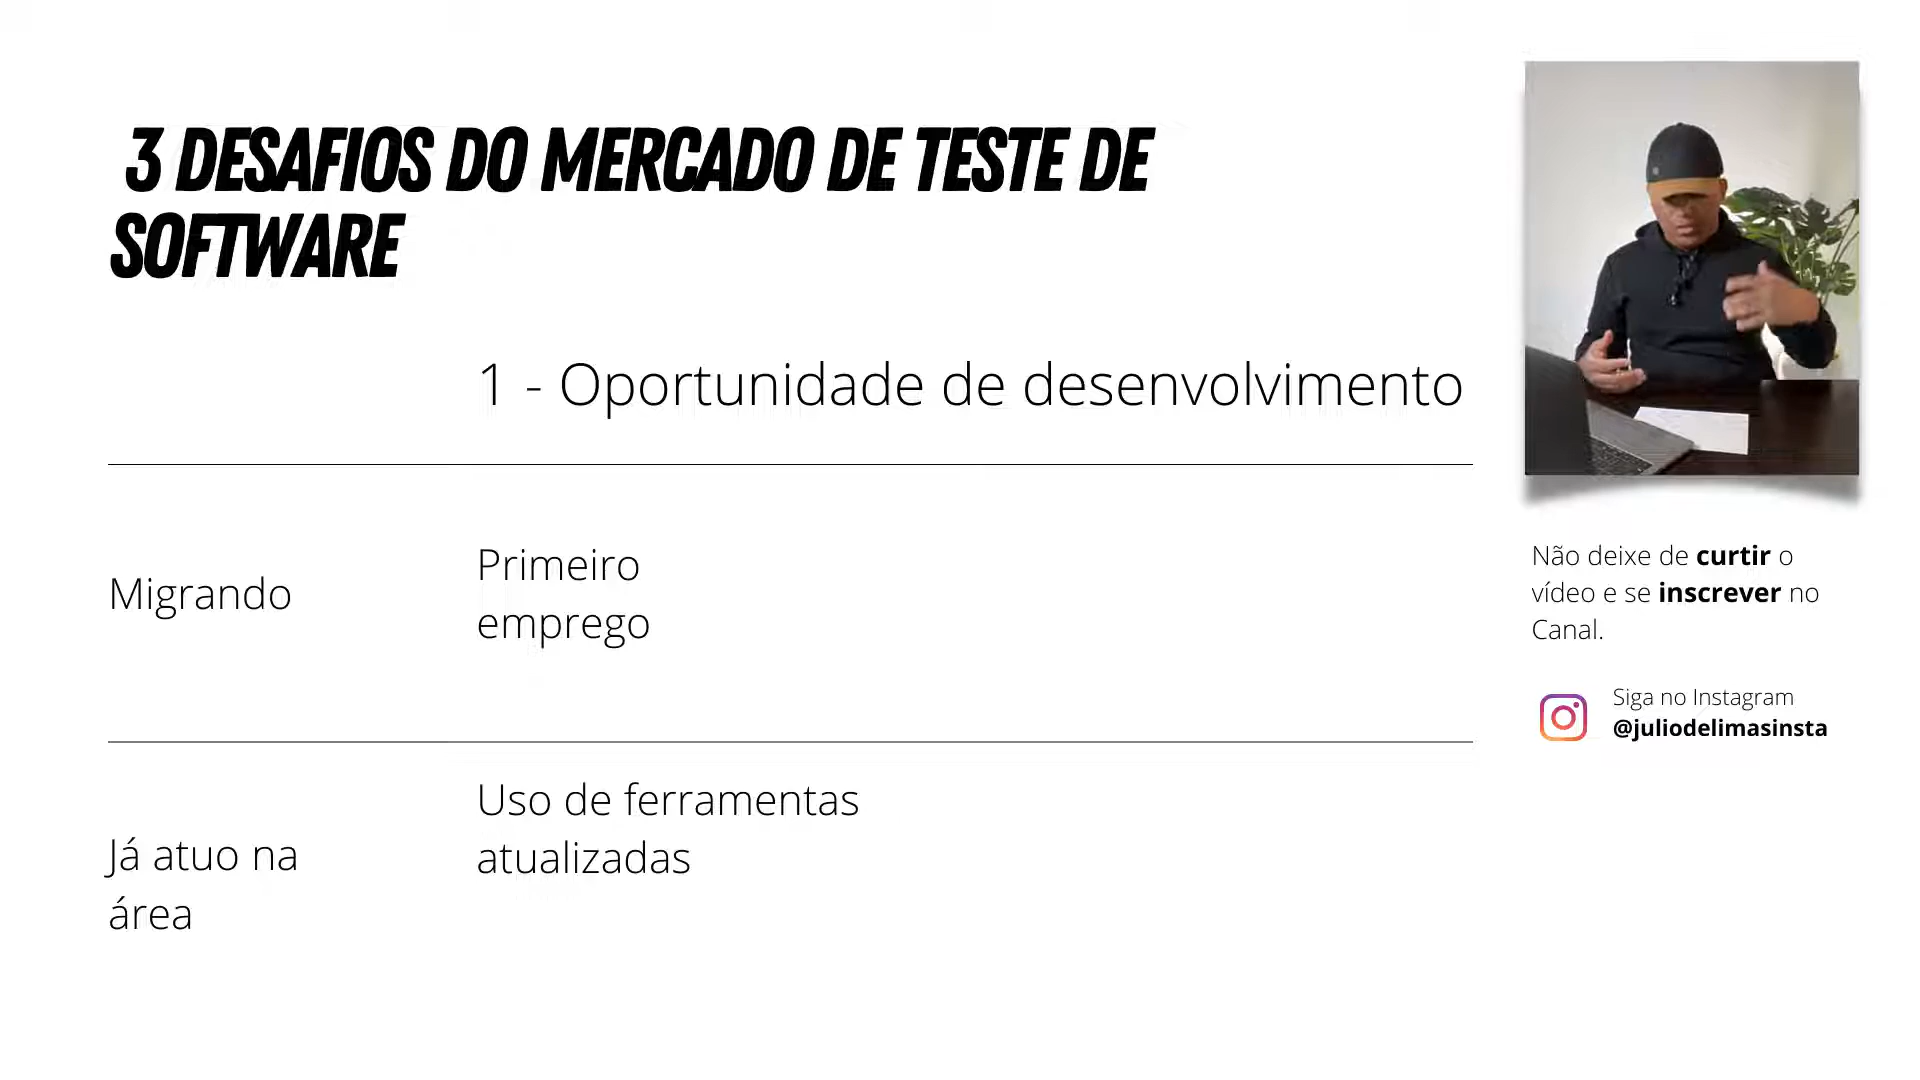 3 DESAFIOS DO MERCADO DE TESTE DE
SOFTWARE
1 - Oportunidade de desenvolvimento
Migrando
Primeiro
emprego
Já atuo na
área
Uso de ferramentas
atualizadas
Não deixe de curtir o
vídeo e se inscrever no
Canal.
Siga no Instagram
@juliodelimasinsta